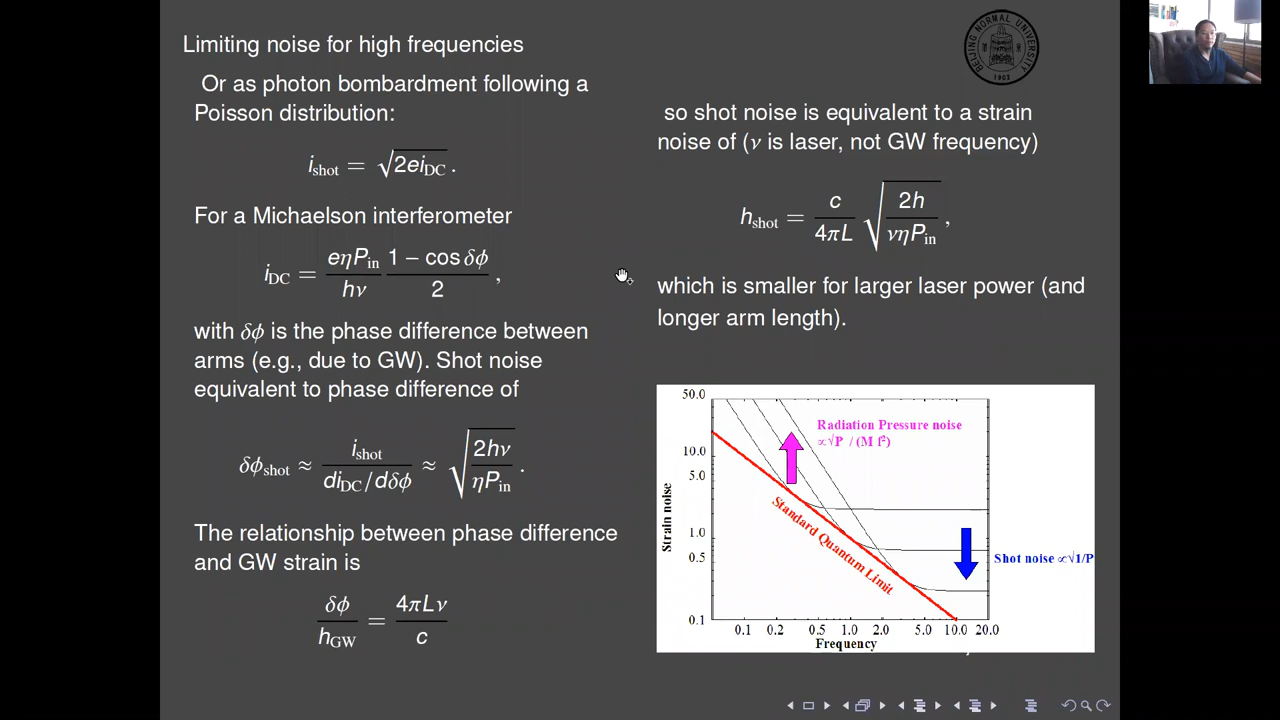 Limiting noise for high frequencies
Or as photon bombardment following a
Poisson distribution:
i_shot = √(2ei_DC) .
For a Michaelson interferometer
i_DC = (eηP_in / hν) (1 − cos δϕ / 2) ,
with δϕ is the phase difference between
arms (e.g., due to GW). Shot noise
equivalent to phase difference of
δϕ_shot ≈ i_shot / (di_DC/dδϕ) ≈ √(2hν / ηP_in) .
The relationship between phase difference
and GW strain is
δϕ / h_GW = 4πLν / c
BEIJING NORMAL UNIVERSITY
1902
so shot noise is equivalent to a strain
noise of (ν is laser, not GW frequency)
h_shot = (c / 4πL) √(2h / νηP_in) ,
which is smaller for larger laser power (and
longer arm length).
Strain noise
50.0
10.0
5.0
1.0
0.5
0.1
Radiation Pressure noise
∝√P / (M f²)
Standard Quantum Limit
Shot noise ∝√1/P
0.1 0.2 0.5 1.0 2.0 5.0 10.0 20.0
Frequency